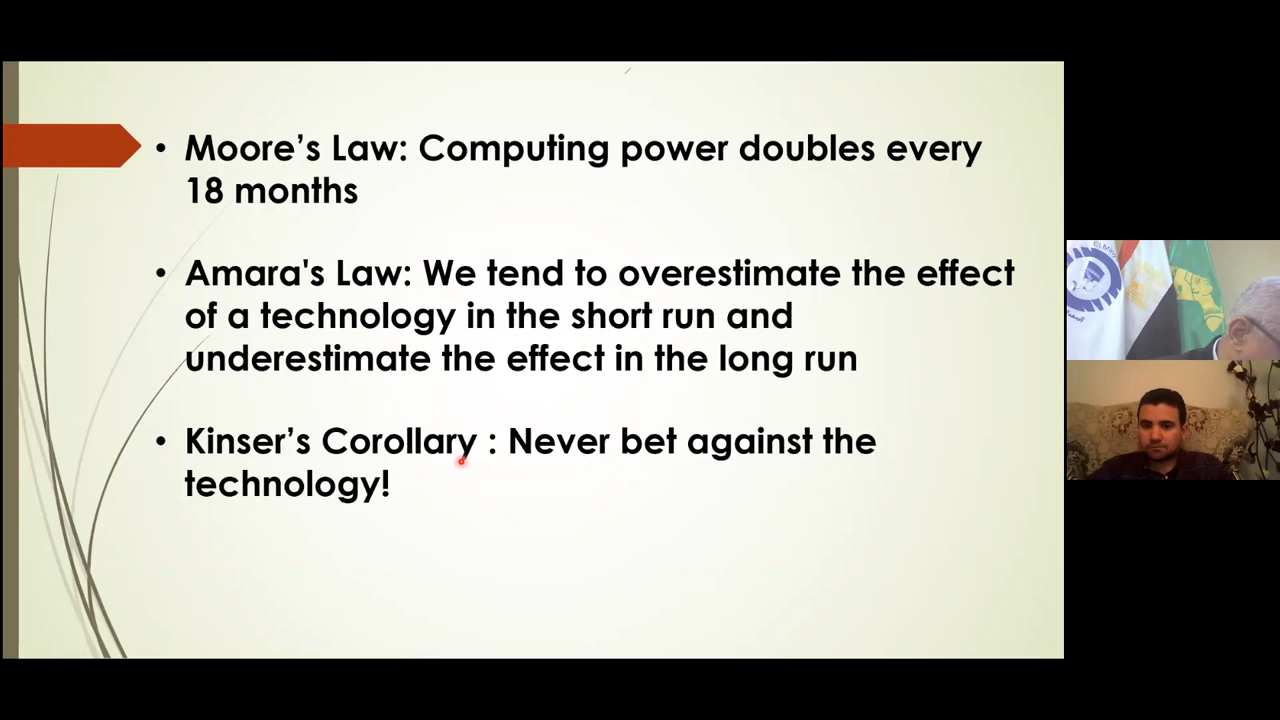 • Moore’s Law: Computing power doubles every
18 months
• Amara's Law: We tend to overestimate the effect
of a technology in the short run and
underestimate the effect in the long run
• Kinser’s Corollary : Never bet against the
technology!